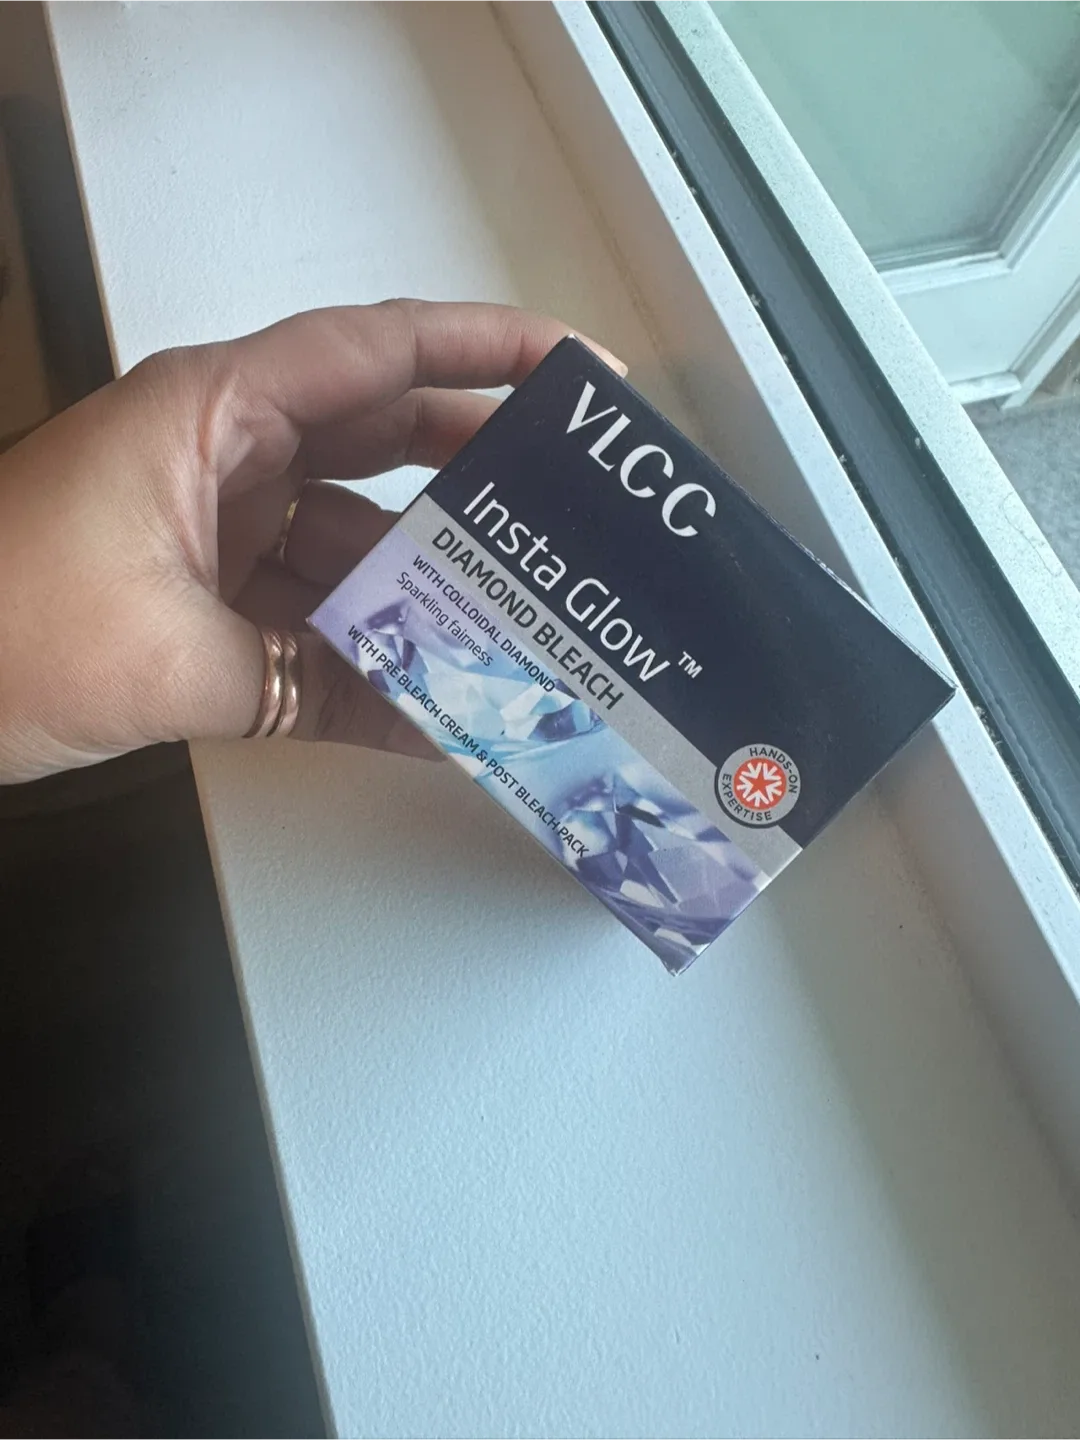 VLCC
Insta Glow™
DIAMOND BLEACH
WITH COLLOIDAL DIAMOND
Sparkling fairness
WITH PRE BLEACH CREAM & POST BLEACH PACK
HANDS-ON
EXPERTISE